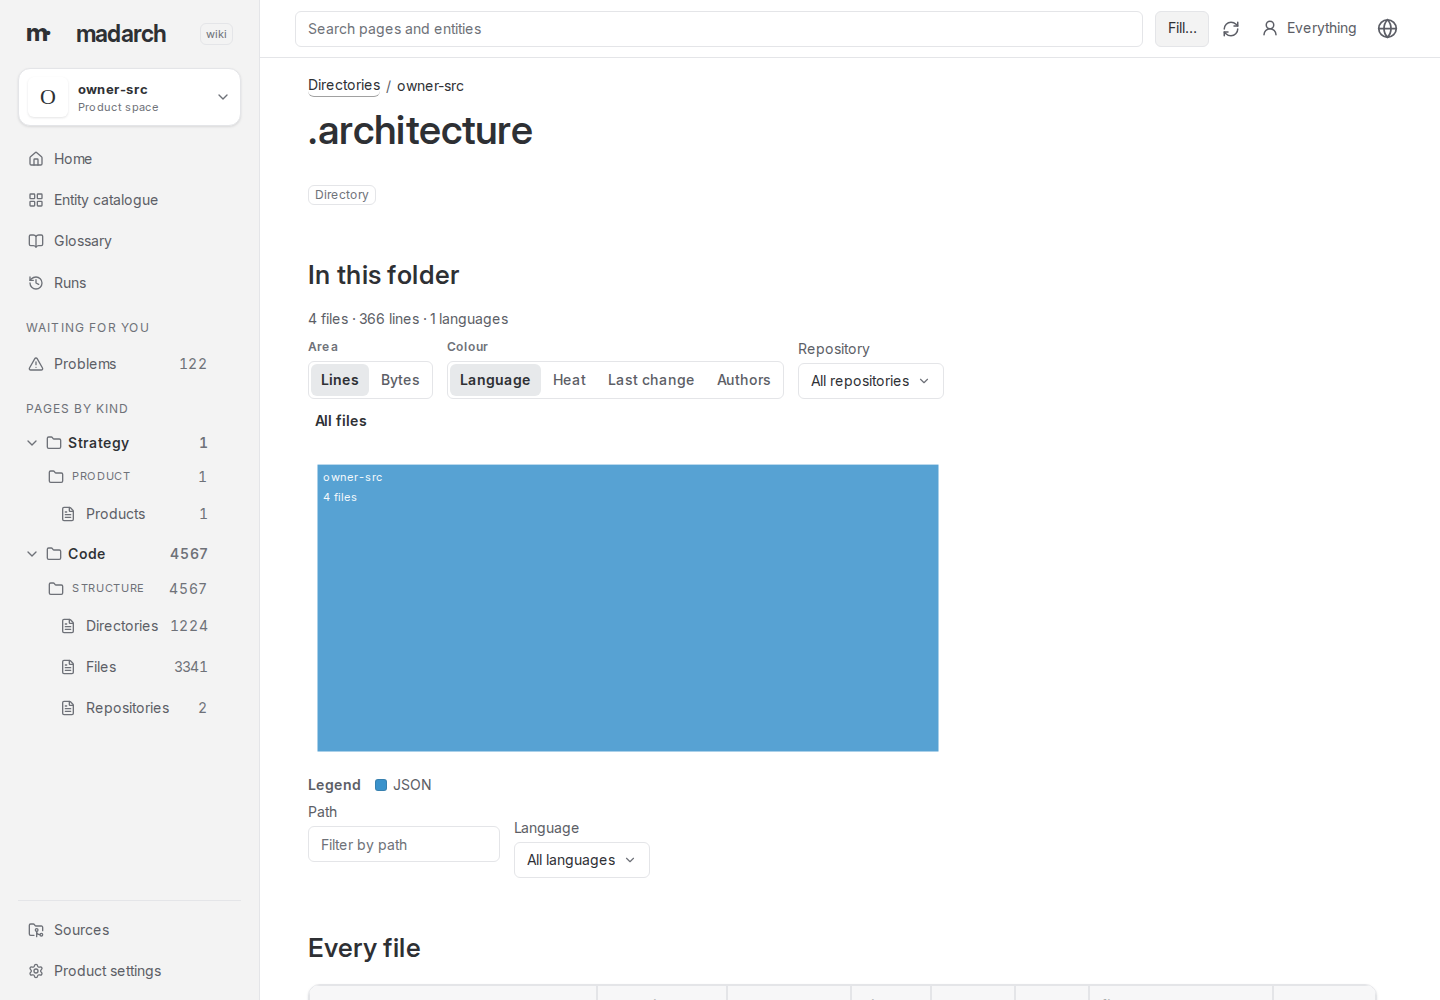 m madarch wiki
owner-src
O
Product space
Home
Entity catalogue
Glossary
Runs
WAITING FOR YOU
Problems 122
PAGES BY KIND
Strategy 1
PRODUCT 1
Products 1
Code 4567
STRUCTURE 4567
Directories 1224
Files 3341
Repositories 2
Sources
Product settings
Search pages and entities
Fill...
Everything
Directories / owner-src
.architecture
Directory
In this folder
4 files · 366 lines · 1 languages
Area
Lines Bytes
Colour
Language Heat Last change Authors
Repository
All repositories
All files
owner-src
4 files
Legend JSON
Path
Filter by path
Language
All languages
Every file